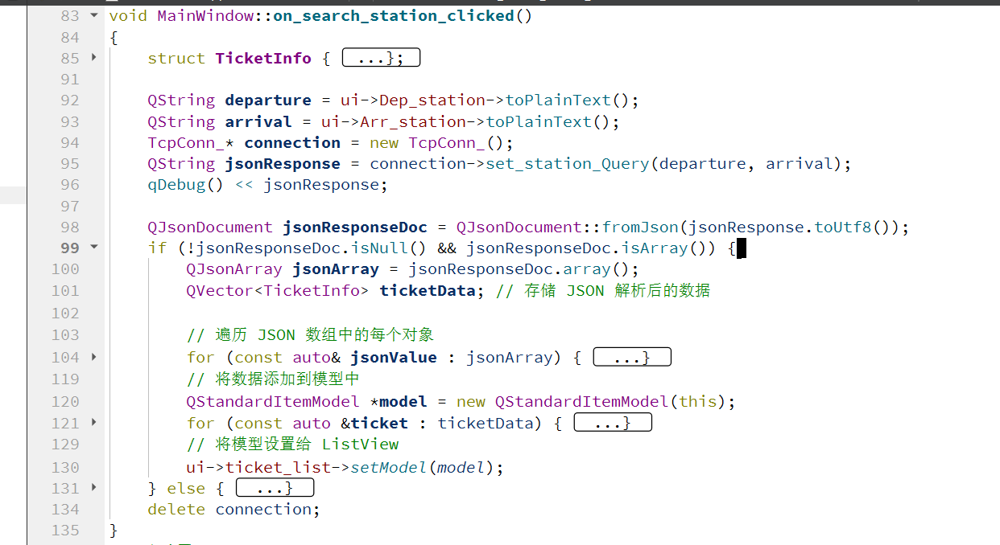 83 void MainWindow::on_search_station_clicked()
84 {
85 struct TicketInfo { ...};
91
92 QString departure = ui->Dep_station->toPlainText();
93 QString arrival = ui->Arr_station->toPlainText();
94 TcpConn_* connection = new TcpConn_();
95 QString jsonResponse = connection->set_station_Query(departure, arrival);
96 qDebug() << jsonResponse;
97
98 QJsonDocument jsonResponseDoc = QJsonDocument::fromJson(jsonResponse.toUtf8());
99 if (!jsonResponseDoc.isNull() && jsonResponseDoc.isArray()) {
100 QJsonArray jsonArray = jsonResponseDoc.array();
101 QVector<TicketInfo> ticketData; // 存储 JSON 解析后的数据
102
103 // 遍历 JSON 数组中的每个对象
104 for (const auto& jsonValue : jsonArray) { ...}
119 // 将数据添加到模型中
120 QStandardItemModel *model = new QStandardItemModel(this);
121 for (const auto &ticket : ticketData) { ...}
129 // 将模型设置给 ListView
130 ui->ticket_list->setModel(model);
131 } else { ...}
134 delete connection;
135 }